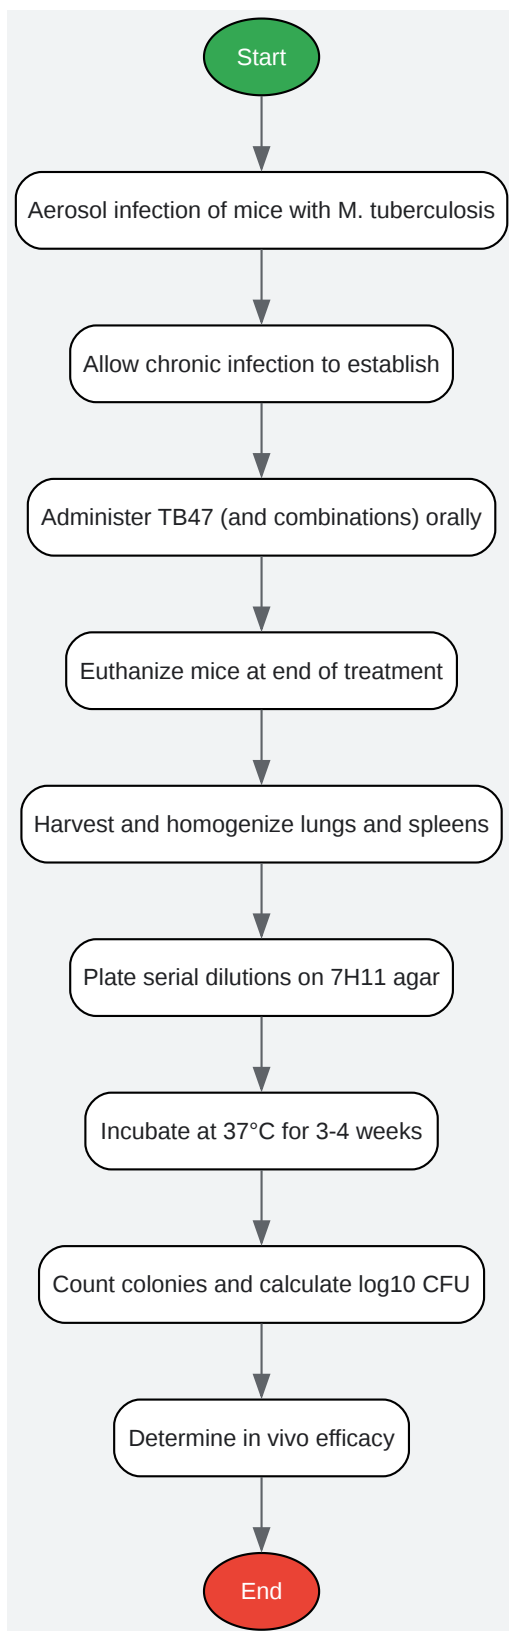 Start
Aerosol infection of mice with M. tuberculosis
Allow chronic infection to establish
Administer TB47 (and combinations) orally
Euthanize mice at end of treatment
Harvest and homogenize lungs and spleens
Plate serial dilutions on 7H11 agar
Incubate at 37°C for 3-4 weeks
Count colonies and calculate log10 CFU
Determine in vivo efficacy
End